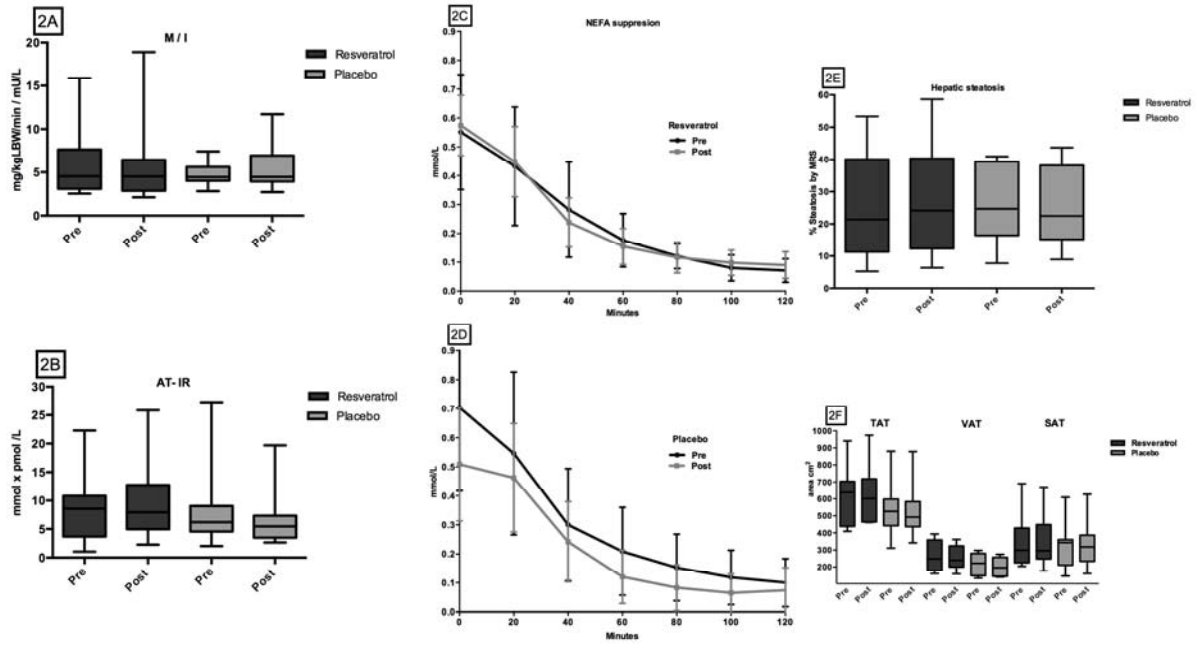 2A
M / I
mg/kgLBW/min / mU/L
20
15
10
5
0
Pre
Post
Pre
Post
Resveratrol
Placebo
2B
AT- IR
mmol x pmol /L
30
25
20
15
10
5
0
Pre
Post
Pre
Post
Resveratrol
Placebo
2C
NEFA suppresion
mmol/L
0.9
0.8
0.7
0.6
0.5
0.4
0.3
0.2
0.1
0.0
0 20 40 60 80 100 120
Minutes
Resveratrol
Pre
Post
2D
mmol/L
0.9
0.8
0.7
0.6
0.5
0.4
0.3
0.2
0.1
0.0
0 20 40 60 80 100 120
Minutes
Placebo
Pre
Post
2E
Hepatic steatosis
% Steatosis by MRS
60
50
40
30
20
10
0
Pre
Post
Pre
Post
Resveratrol
Placebo
2F
TAT VAT SAT
area cm²
1000
900
800
700
600
500
400
300
200
Pre Post Pre Post Pre Post Pre Post Pre Post Pre Post
Resveratrol
Placebo